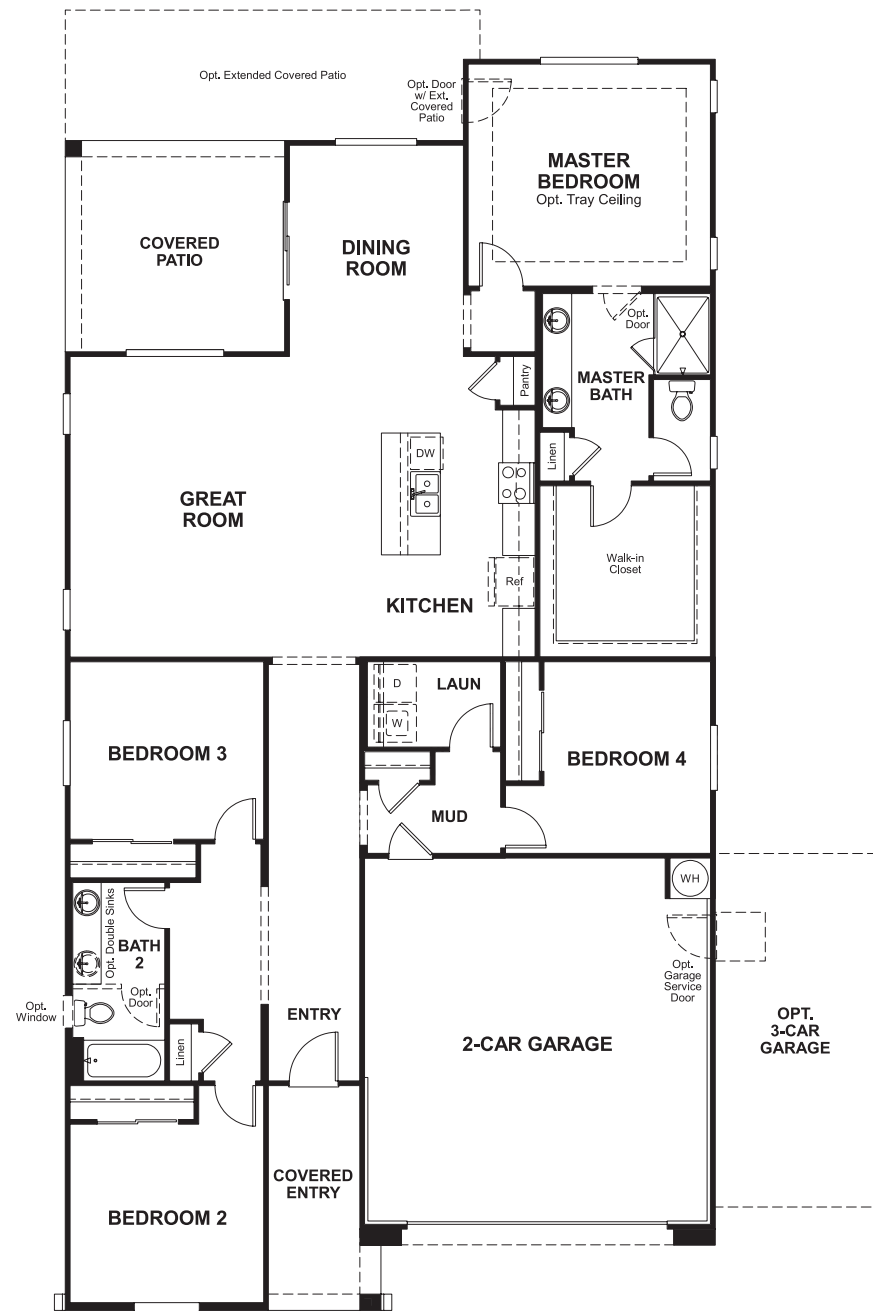 Opt. Extended Covered Patio
Opt. Door
w/ Ext.
Covered
Patio
MASTER
BEDROOM
Opt. Tray Ceiling
COVERED
PATIO
DINING
ROOM
Opt.
Door
Pantry
MASTER
BATH
DW
Linen
GREAT
ROOM
Walk-in
Closet
Ref
KITCHEN
D
W
LAUN
BEDROOM 3
BEDROOM 4
MUD
WH
Opt. Double Sinks
BATH
2
Opt.
Door
Opt.
Window
Opt.
Garage
Service
Door
ENTRY
2-CAR GARAGE
OPT.
3-CAR
GARAGE
Linen
COVERED
ENTRY
BEDROOM 2